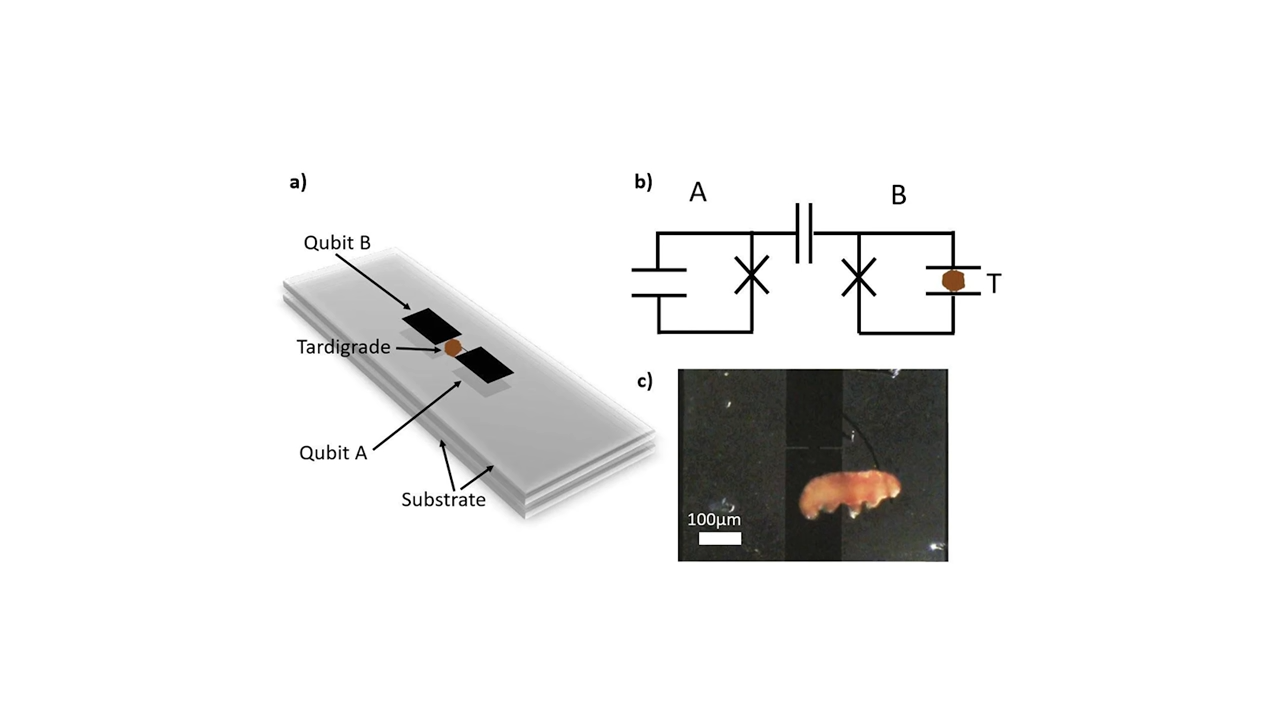 a)
Qubit B
Tardigrade
Qubit A
Substrate
b)
A
B
T
c)
100µm